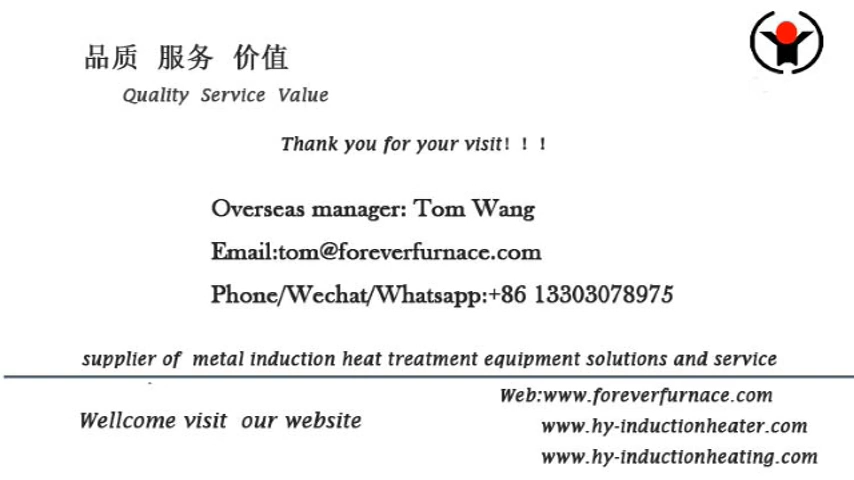 品质 服务 价值
Quality Service Value
Thank you for your visit！！！
Overseas manager: Tom Wang
Email:tom@foreverfurnace.com
Phone/Wechat/Whatsapp:+86 13303078975
supplier of metal induction heat treatment equipment solutions and service
Wellcome visit our website
Web:www.foreverfurnace.com
www.hy-inductionheater.com
www.hy-inductionheating.com